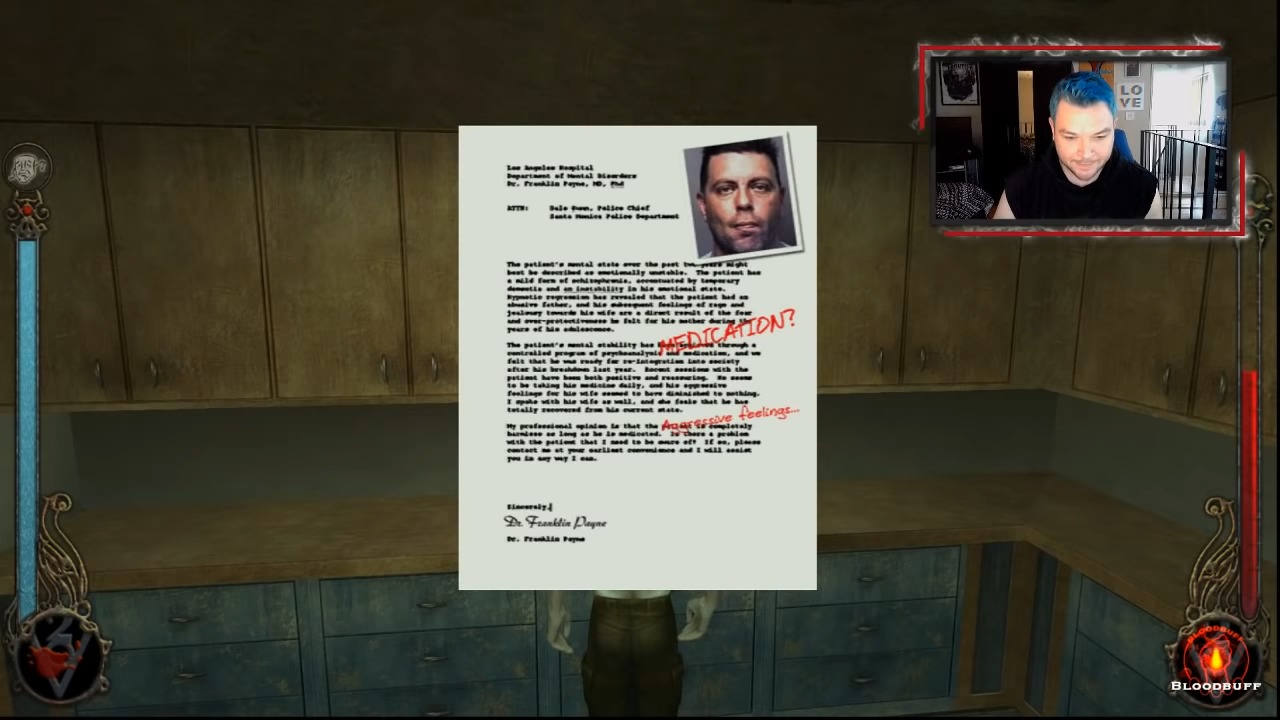 LO
VE
Los Angeles Hospital
Department of Mental Disorders
Dr. Franklin Payne, MD, Phd
ATTN: Dale Quan, Police Chief
Santa Monica Police Department
The patient's mental state over the past two years might
best be described as emotionally unstable. The patient has
a mild form of schizophrenia, accentuated by temporary
dementia and an instability in his emotional state.
Hypnotic regression has revealed that the patient had an
abusive father, and his subsequent feelings of rage and
jealousy towards his wife are a direct result of the fear
and over-protectiveness he felt for his mother during the
years of his adolescence.
MEDICATION?
The patient's mental stability has through a
controlled program of psychoanalysis and medication, and we
felt that he was ready for re-integration into society
after his breakdown last year. Recent sessions with the
patient have been both positive and reassuring. He seems
to be taking his medicine daily, and his aggressive
feelings for his wife seemed to have diminished to nothing.
I spoke with his wife as well, and she feels that he has
totally recovered from his current state.
Aggressive feelings...
My professional opinion is that the is completely
harmless as long as he is medicated. Is there a problem
with the patient that I need to be aware of? If so, please
contact me at your earliest convenience and I will assist
you in any way I can.
Sincerely,
Dr. Franklin Payne
Dr. Franklin Payne
BLOODBUFF
BLOODBUFF